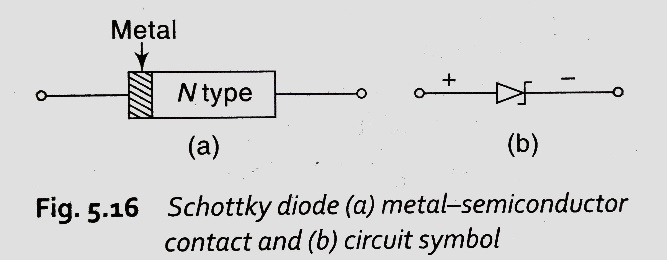 Metal
N type
+
–
(a)
(b)
Fig. 5.16 Schottky diode (a) metal–semiconductor
contact and (b) circuit symbol